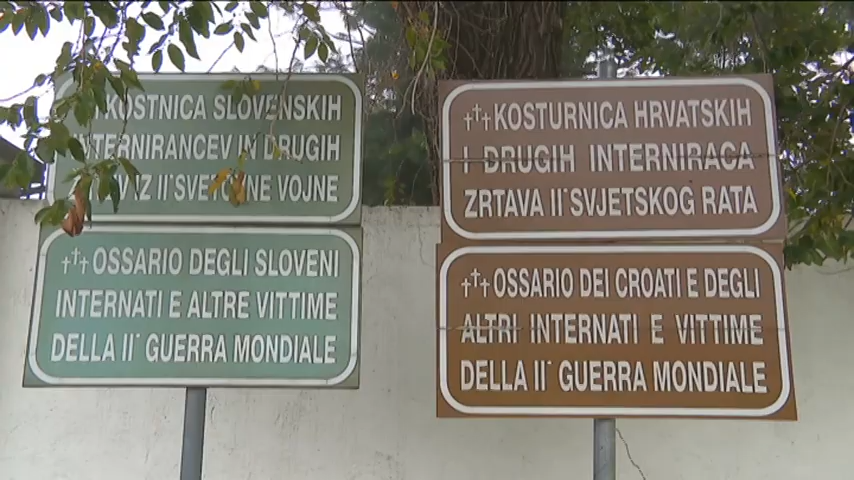 KOSTNICA SLOVENSKIH
INTERNIRANCEV IN DRUGIH
IZ II° SVETOVNE VOJNE
††† OSSARIO DEGLI SLOVENI
INTERNATI E ALTRE VITTIME
DELLA II° GUERRA MONDIALE
††† KOSTURNICA HRVATSKIH
I DRUGIH INTERNIRACA
ZRTAVA II° SVJETSKOG RATA
††† OSSARIO DEI CROATI E DEGLI
ALTRI INTERNATI E VITTIME
DELLA II° GUERRA MONDIALE